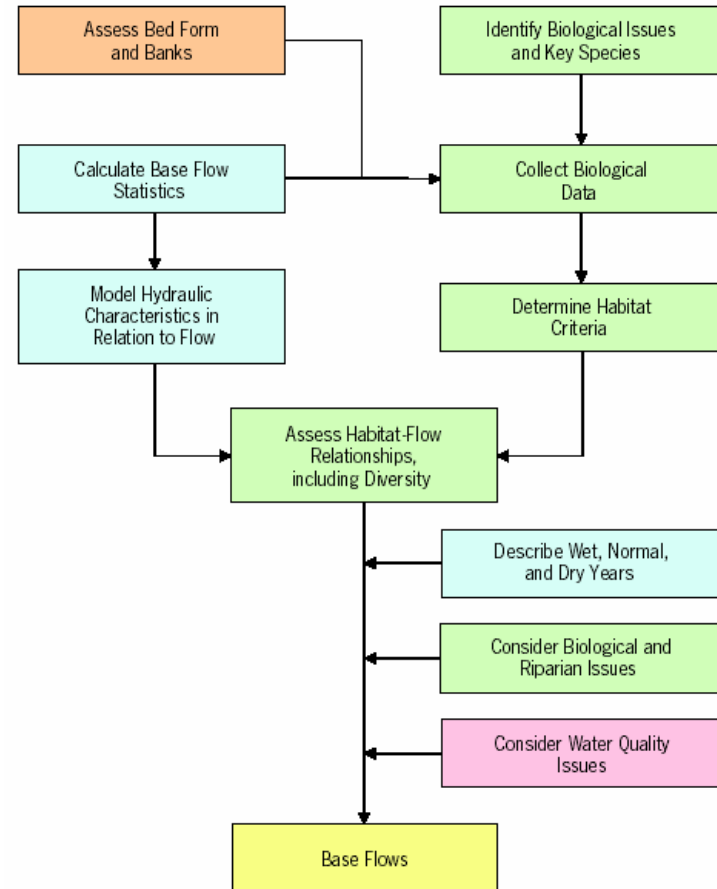 Assess Bed Form
and Banks
Identify Biological Issues
and Key Species
Calculate Base Flow
Statistics
Collect Biological
Data
Model Hydraulic
Characteristics in
Relation to Flow
Determine Habitat
Criteria
Assess Habitat-Flow
Relationships,
including Diversity
Describe Wet, Normal,
and Dry Years
Consider Biological and
Riparian Issues
Consider Water Quality
Issues
Base Flows